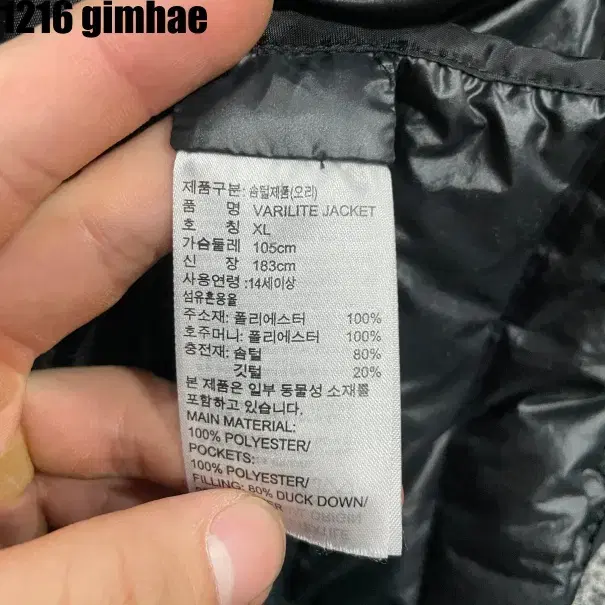 1216 gimhae
제품구분: 솜털제품(오리)
품 명 VARILITE JACKET
호 칭 XL
가슴둘레 105cm
신 장 183cm
사용연령 :14세이상
섬유혼용율
주소재: 폴리에스터 100%
호주머니: 폴리에스터 100%
충전재: 솜털 80%
깃털 20%
본 제품은 일부 동물성 소재를
포함하고 있습니다.
MAIN MATERIAL:
100% POLYESTER/
POCKETS:
100% POLYESTER/
FILLING: 80% DUCK DOWN/